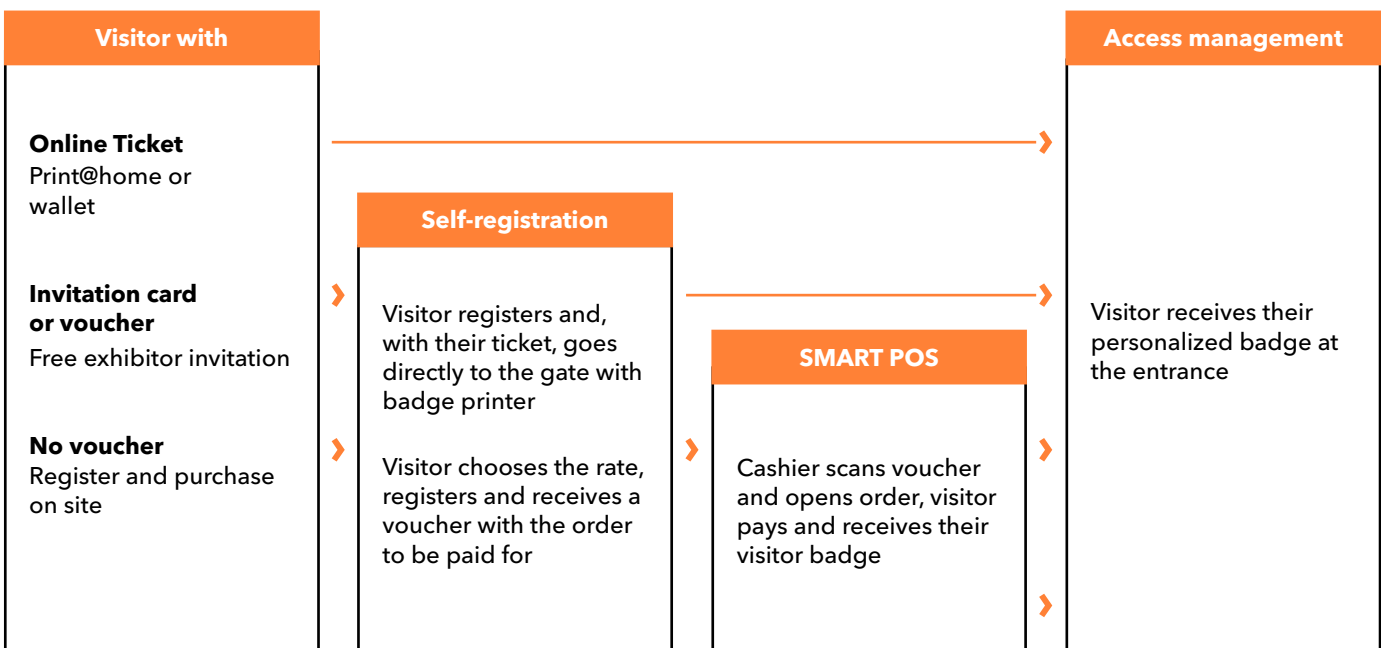 Visitor with
Online Ticket
Print@home or
wallet
Invitation card
or voucher
Free exhibitor invitation
No voucher
Register and purchase
on site
Self-registration
Visitor registers and,
with their ticket, goes
directly to the gate with
badge printer
Visitor chooses the rate,
registers and receives a
voucher with the order
to be paid for
SMART POS
Cashier scans voucher
and opens order, visitor
pays and receives their
visitor badge
Access management
Visitor receives their
personalized badge at
the entrance